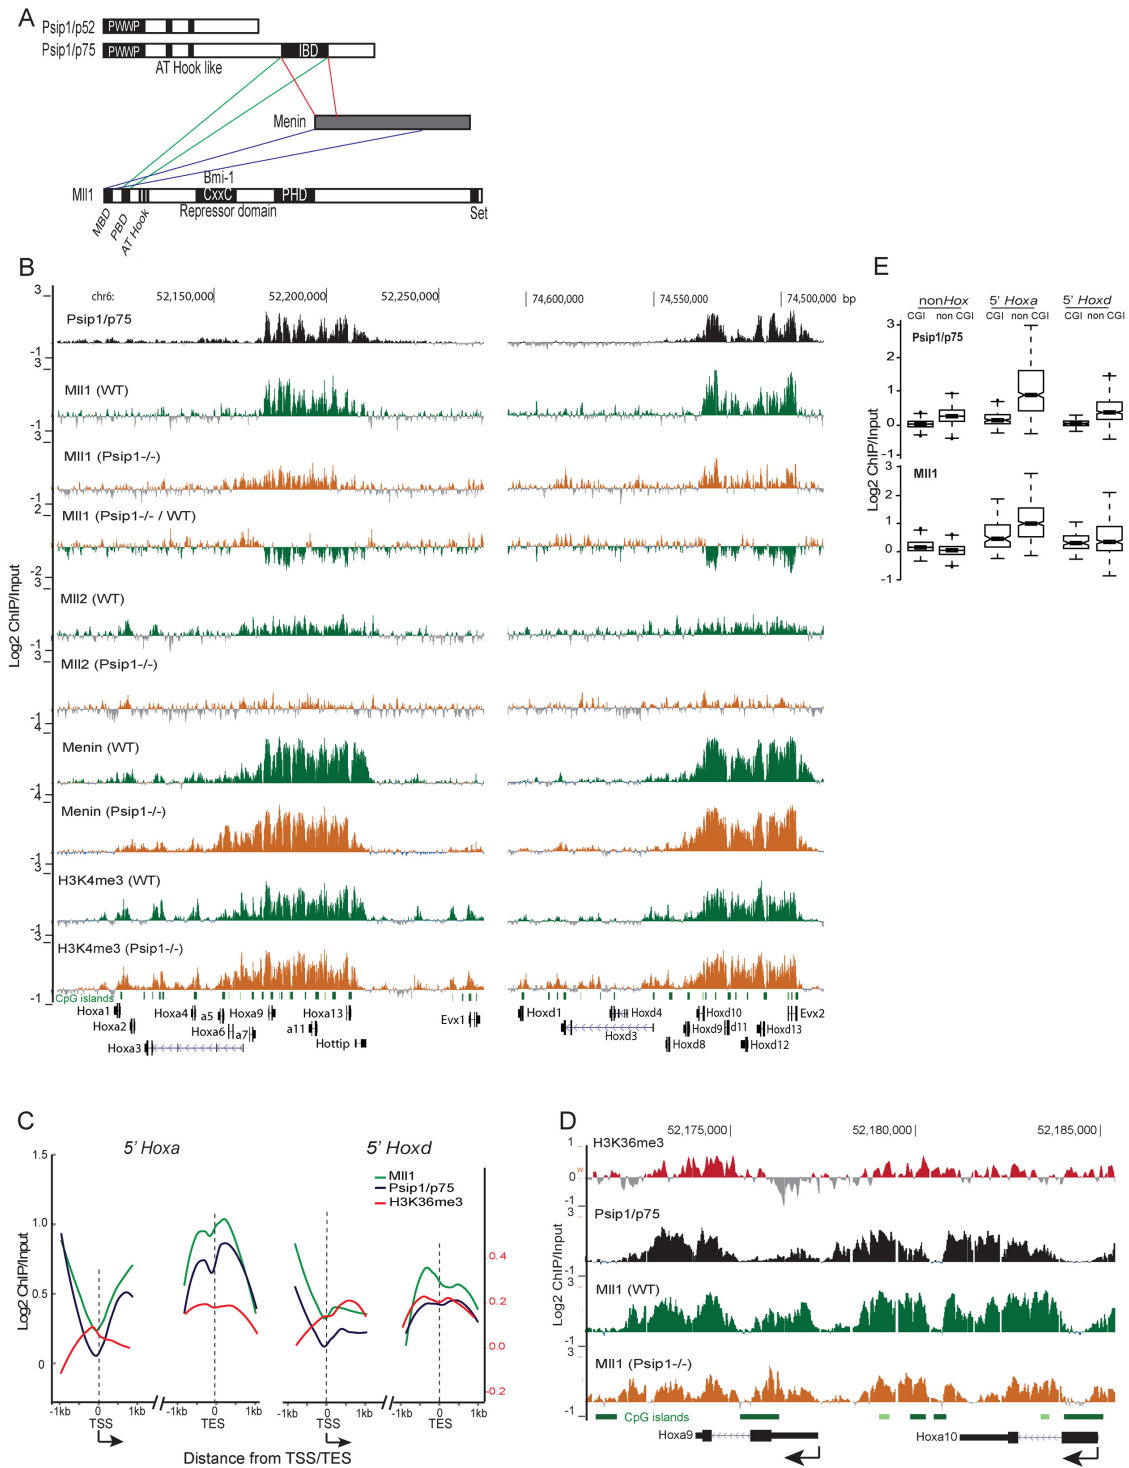 A
Psip1/p52
PWWP
Psip1/p75
PWWP
IBD
AT Hook like
Menin
Bmi-1
Mll1
CxxC
PHD
MBD
PBD
AT Hook
Repressor domain
Set
B
chr6:
52,150,000
52,200,000
52,250,000
74,600,000
74,550,000
74,500,000
bp
Log2 ChIP/Input
3
Psip1/p75
-1
3
Mll1 (WT)
-1
3
Mll1 (Psip1-/-)
-1
2
Mll1 (Psip1-/- / WT)
-2
3
Mll2 (WT)
-1
3
Mll2 (Psip1-/-)
-1
4
Menin (WT)
-1
4
Menin (Psip1-/-)
-1
3
H3K4me3 (WT)
-1
3
H3K4me3 (Psip1-/-)
-1
CpG islands
Hoxa1
Hoxa2
Hoxa3
Hoxa4
a5
Hoxa6
a7
Hoxa9
a11
Hoxa13
Hottip
Evx1
Hoxd1
Hoxd3
Hoxd4
Hoxd8
Hoxd9
Hoxd10
d11
Hoxd12
Hoxd13
Evx2
E
nonHox
5' Hoxa
5' Hoxd
CGI non CGI
CGI non CGI
CGI non CGI
Psip1/p75
3
2
1
0
-1
Log2 ChIP/Input
Mll1
3
2
1
0
-1
C
5' Hoxa
5' Hoxd
Mll1
Psip1/p75
H3K36me3
1.5
1.0
0.5
0
Log2 ChIP/Input
0.4
0.2
0.0
-0.2
-1kb 0 1kb
TSS
-1kb 0 1kb
TES
-1kb 0 1kb
TSS
-1kb 0 1kb
TES
Distance from TSS/TES
D
52,175,000
52,180,000
52,185,000
Log2 ChIP/Input
H3K36me3
1
w
0
-1
3
Psip1/p75
-1
3
Mll1 (WT)
-1
3
Mll1 (Psip1-/-)
-1
CpG islands
Hoxa9
Hoxa10